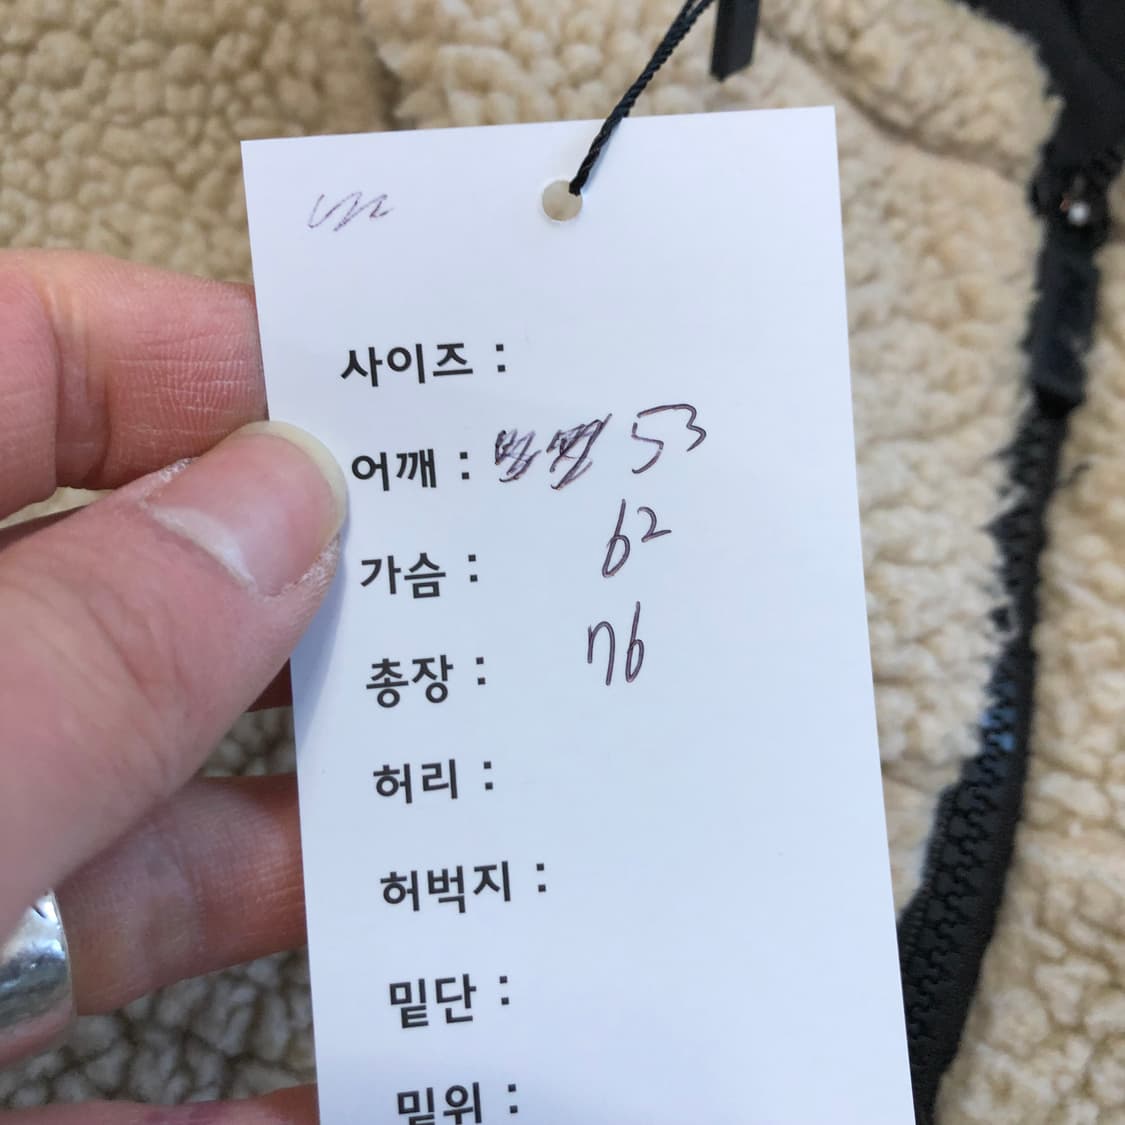 사이즈 :
어깨 : 53
가슴 : 62
총장 : 76
허리 :
허벅지 :
밑단 :
밑위 :